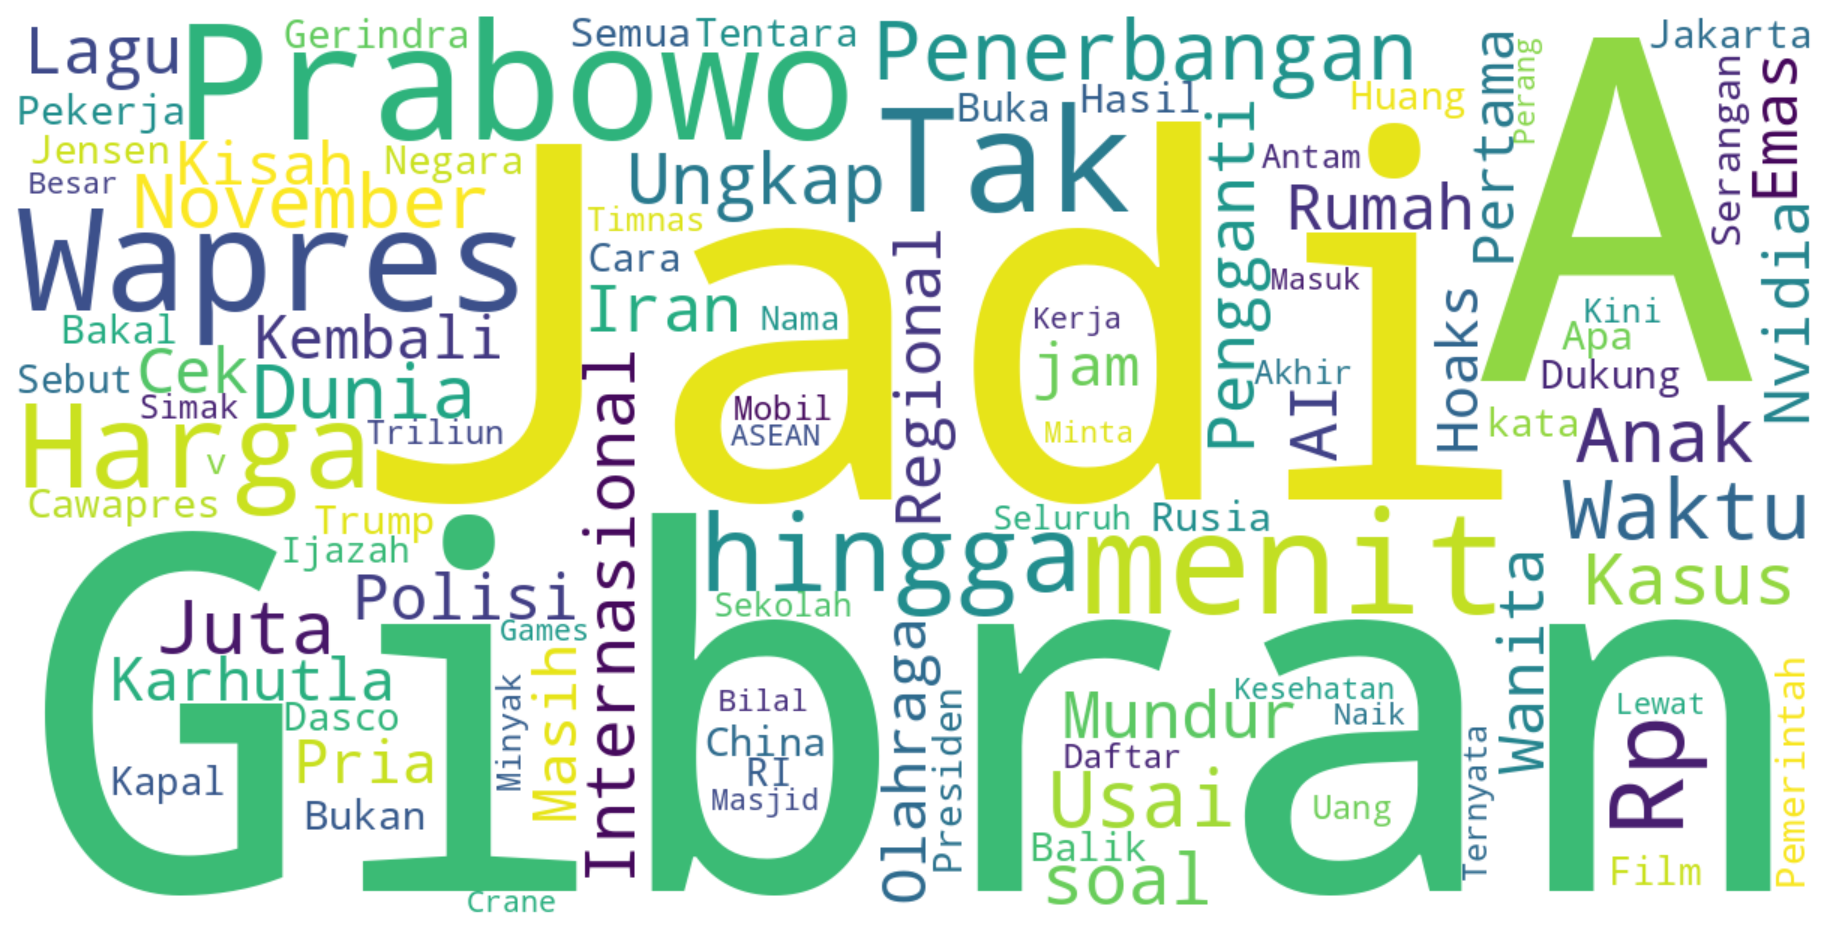 Lagu
Prabowo
Gerindra
Semua
Tentara
Penerbangan
Jakarta
Pertama
Perang
Serangan
Emas
Pekerja
Buka
Hasil
Huang
A
Tak
Jensen
Kisah
Negara
Ungkap
Antam
Pengganti
Besar
November
Rumah
Wapres
Timnas
Jadi
Cara
Regional
Masuk
Nvidia
Iran
Nama
Kerja
Hoaks
Kini
Bakal
Kembali
Apa
Sebut
Cek
Dunia
jam
Akhir
Dukung
Simak
Mobil
AI
Harga
v
Triliun
ASEAN
Minta
kata
Anak
Internasional
Cawapres
Trump
Seluruh
Rusia
Waktu
Ijazah
hingga
menit
Gibran
Polisi
Sekolah
Kasus
Juta
Games
Wanita
Karhutla
Masih
Minyak
Bilal
Olahraga
Presiden
Kesehatan
Mundur
Naik
Lewat
Pemerintah
Dasco
China
Daftar
Pria
RI
Rp
Kapal
Masjid
Usai
Uang
Ternyata
Bukan
Balik
soal
Film
Crane